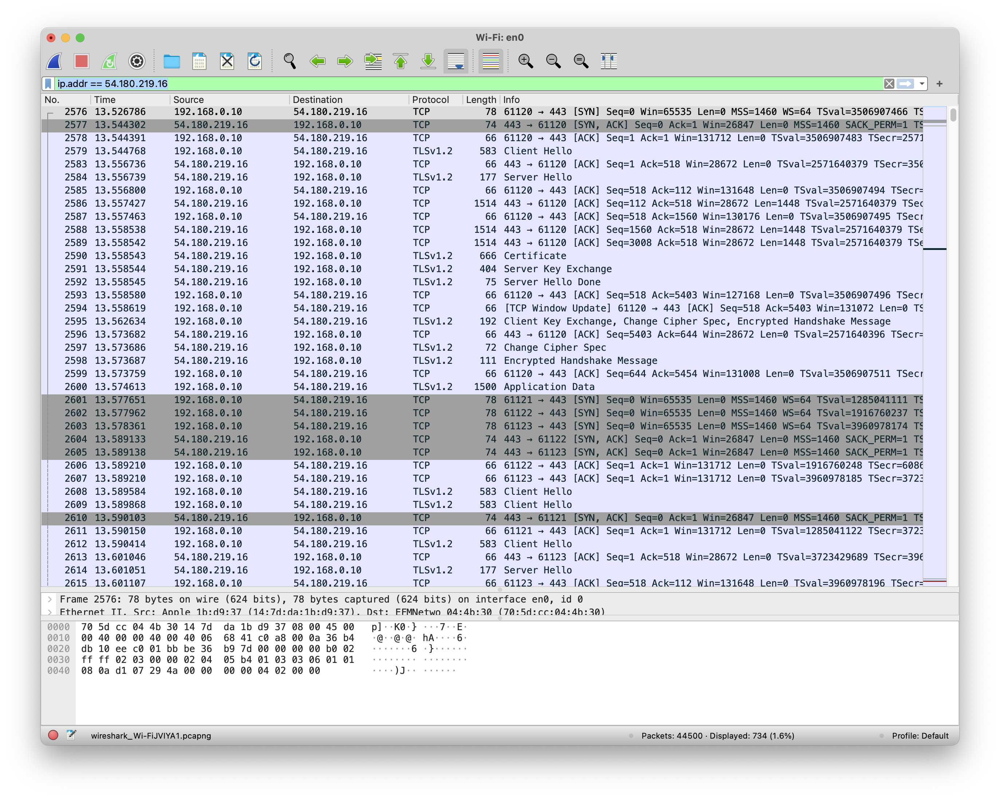 Wi-Fi: en0
ip.addr == 54.180.219.16
No. Time Source Destination Protocol Length Info
2576 13.526786 192.168.0.10 54.180.219.16 TCP 78 61120 → 443 [SYN] Seq=0 Win=65535 Len=0 MSS=1460 WS=64 TSval=3506907466 TS
2577 13.544302 54.180.219.16 192.168.0.10 TCP 74 443 → 61120 [SYN, ACK] Seq=0 Ack=1 Win=26847 Len=0 MSS=1460 SACK_PERM=1 TS
2578 13.544391 192.168.0.10 54.180.219.16 TCP 66 61120 → 443 [ACK] Seq=1 Ack=1 Win=131712 Len=0 TSval=3506907483 TSecr=2571
2579 13.544768 192.168.0.10 54.180.219.16 TLSv1.2 583 Client Hello
2583 13.556736 54.180.219.16 192.168.0.10 TCP 66 443 → 61120 [ACK] Seq=1 Ack=518 Win=28672 Len=0 TSval=2571640379 TSecr=350
2584 13.556739 54.180.219.16 192.168.0.10 TLSv1.2 177 Server Hello
2585 13.556800 192.168.0.10 54.180.219.16 TCP 66 61120 → 443 [ACK] Seq=518 Ack=112 Win=131648 Len=0 TSval=3506907494 TSecr=
2586 13.557427 54.180.219.16 192.168.0.10 TCP 1514 443 → 61120 [ACK] Seq=112 Ack=518 Win=28672 Len=1448 TSval=2571640379 TSec
2587 13.557463 192.168.0.10 54.180.219.16 TCP 66 61120 → 443 [ACK] Seq=518 Ack=1560 Win=130176 Len=0 TSval=3506907495 TSecr
2588 13.558538 54.180.219.16 192.168.0.10 TCP 1514 443 → 61120 [ACK] Seq=1560 Ack=518 Win=28672 Len=1448 TSval=2571640379 TSe
2589 13.558542 54.180.219.16 192.168.0.10 TCP 1514 443 → 61120 [ACK] Seq=3008 Ack=518 Win=28672 Len=1448 TSval=2571640379 TSe
2590 13.558543 54.180.219.16 192.168.0.10 TLSv1.2 666 Certificate
2591 13.558544 54.180.219.16 192.168.0.10 TLSv1.2 404 Server Key Exchange
2592 13.558545 54.180.219.16 192.168.0.10 TLSv1.2 75 Server Hello Done
2593 13.558580 192.168.0.10 54.180.219.16 TCP 66 61120 → 443 [ACK] Seq=518 Ack=5403 Win=127168 Len=0 TSval=3506907496 TSecr
2594 13.558619 192.168.0.10 54.180.219.16 TCP 66 [TCP Window Update] 61120 → 443 [ACK] Seq=518 Ack=5403 Win=131072 Len=0 TS
2595 13.562634 192.168.0.10 54.180.219.16 TLSv1.2 192 Client Key Exchange, Change Cipher Spec, Encrypted Handshake Message
2596 13.573682 54.180.219.16 192.168.0.10 TCP 66 443 → 61120 [ACK] Seq=5403 Ack=644 Win=28672 Len=0 TSval=2571640396 TSecr=
2597 13.573686 54.180.219.16 192.168.0.10 TLSv1.2 72 Change Cipher Spec
2598 13.573687 54.180.219.16 192.168.0.10 TLSv1.2 111 Encrypted Handshake Message
2599 13.573759 192.168.0.10 54.180.219.16 TCP 66 61120 → 443 [ACK] Seq=644 Ack=5454 Win=131008 Len=0 TSval=3506907511 TSecr
2600 13.574613 192.168.0.10 54.180.219.16 TLSv1.2 1500 Application Data
2601 13.577651 192.168.0.10 54.180.219.16 TCP 78 61121 → 443 [SYN] Seq=0 Win=65535 Len=0 MSS=1460 WS=64 TSval=1285041111 TS
2602 13.577962 192.168.0.10 54.180.219.16 TCP 78 61122 → 443 [SYN] Seq=0 Win=65535 Len=0 MSS=1460 WS=64 TSval=1916760237 TS
2603 13.578361 192.168.0.10 54.180.219.16 TCP 78 61123 → 443 [SYN] Seq=0 Win=65535 Len=0 MSS=1460 WS=64 TSval=3960978174 TS
2604 13.589133 54.180.219.16 192.168.0.10 TCP 74 443 → 61122 [SYN, ACK] Seq=0 Ack=1 Win=26847 Len=0 MSS=1460 SACK_PERM=1 TS
2605 13.589138 54.180.219.16 192.168.0.10 TCP 74 443 → 61123 [SYN, ACK] Seq=0 Ack=1 Win=26847 Len=0 MSS=1460 SACK_PERM=1 TS
2606 13.589210 192.168.0.10 54.180.219.16 TCP 66 61122 → 443 [ACK] Seq=1 Ack=1 Win=131712 Len=0 TSval=1916760248 TSecr=6086
2607 13.589210 192.168.0.10 54.180.219.16 TCP 66 61123 → 443 [ACK] Seq=1 Ack=1 Win=131712 Len=0 TSval=3960978185 TSecr=3723
2608 13.589584 192.168.0.10 54.180.219.16 TLSv1.2 583 Client Hello
2609 13.589868 192.168.0.10 54.180.219.16 TLSv1.2 583 Client Hello
2610 13.590103 54.180.219.16 192.168.0.10 TCP 74 443 → 61121 [SYN, ACK] Seq=0 Ack=1 Win=26847 Len=0 MSS=1460 SACK_PERM=1 TS
2611 13.590150 192.168.0.10 54.180.219.16 TCP 66 61121 → 443 [ACK] Seq=1 Ack=1 Win=131712 Len=0 TSval=1285041122 TSecr=3723
2612 13.590414 192.168.0.10 54.180.219.16 TLSv1.2 583 Client Hello
2613 13.601046 54.180.219.16 192.168.0.10 TCP 66 443 → 61123 [ACK] Seq=1 Ack=518 Win=28672 Len=0 TSval=3723429689 TSecr=396
2614 13.601051 54.180.219.16 192.168.0.10 TLSv1.2 177 Server Hello
2615 13.601107 192.168.0.10 54.180.219.16 TCP 66 61123 → 443 [ACK] Seq=518 Ack=112 Win=131648 Len=0 TSval=3960978196 TSecr=
Frame 2576: 78 bytes on wire (624 bits), 78 bytes captured (624 bits) on interface en0, id 0
Ethernet II, Src: Apple_1b:d9:37 (14:7d:da:1b:d9:37), Dst: EFMNetwo_04:4b:30 (70:5d:cc:04:4b:30)
0000 70 5d cc 04 4b 30 14 7d da 1b d9 37 08 00 45 00 p]··K0·} ···7··E·
0010 00 40 00 00 40 00 40 06 68 41 c0 a8 00 0a 36 b4 ·@··@·@· hA····6·
0020 db 10 ee c0 01 bb be 36 b9 7d 00 00 00 00 b0 02 ·······6 ·}······
0030 ff ff 02 03 00 00 02 04 05 b4 01 03 03 06 01 01 ········ ········
0040 08 0a d1 07 29 4a 00 00 00 00 04 02 00 00 ····)J·· ······
wireshark_Wi-FiJVIYA1.pcapng Packets: 44500 · Displayed: 734 (1.6%) Profile: Default